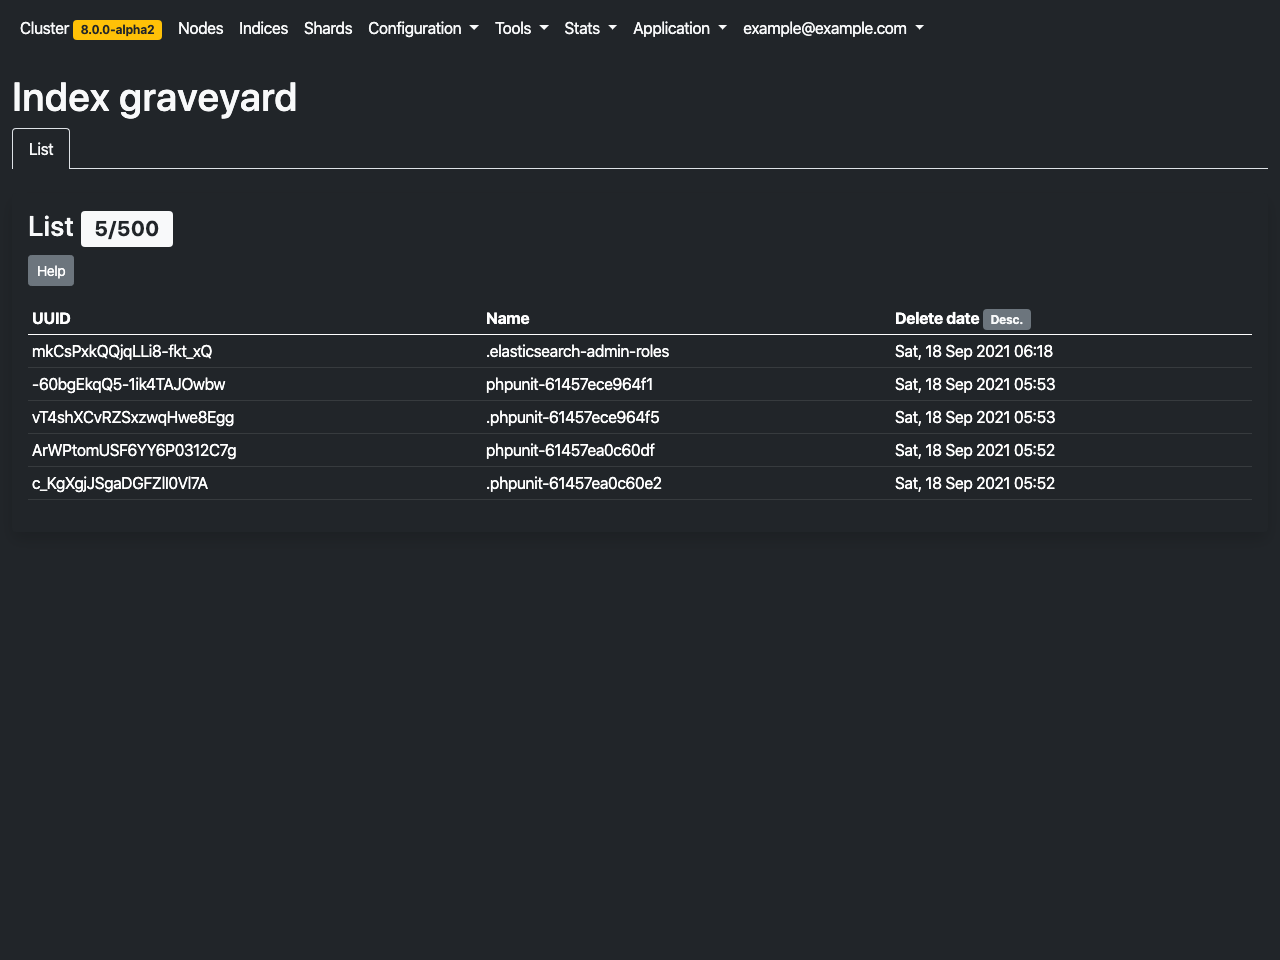 Cluster 8.0.0-alpha2 Nodes Indices Shards Configuration Tools Stats Application example@example.com
Index graveyard
List
List 5/500
Help
UUID Name Delete date Desc.
mkCsPxkQQjqLLi8-fkt_xQ .elasticsearch-admin-roles Sat, 18 Sep 2021 06:18
-60bgEkqQ5-1ik4TAJOwbw phpunit-61457ece964f1 Sat, 18 Sep 2021 05:53
vT4shXCvRZSxzwqHwe8Egg .phpunit-61457ece964f5 Sat, 18 Sep 2021 05:53
ArWPtomUSF6YY6P0312C7g phpunit-61457ea0c60df Sat, 18 Sep 2021 05:52
c_KgXgjJSgaDGFZlI0Vl7A .phpunit-61457ea0c60e2 Sat, 18 Sep 2021 05:52